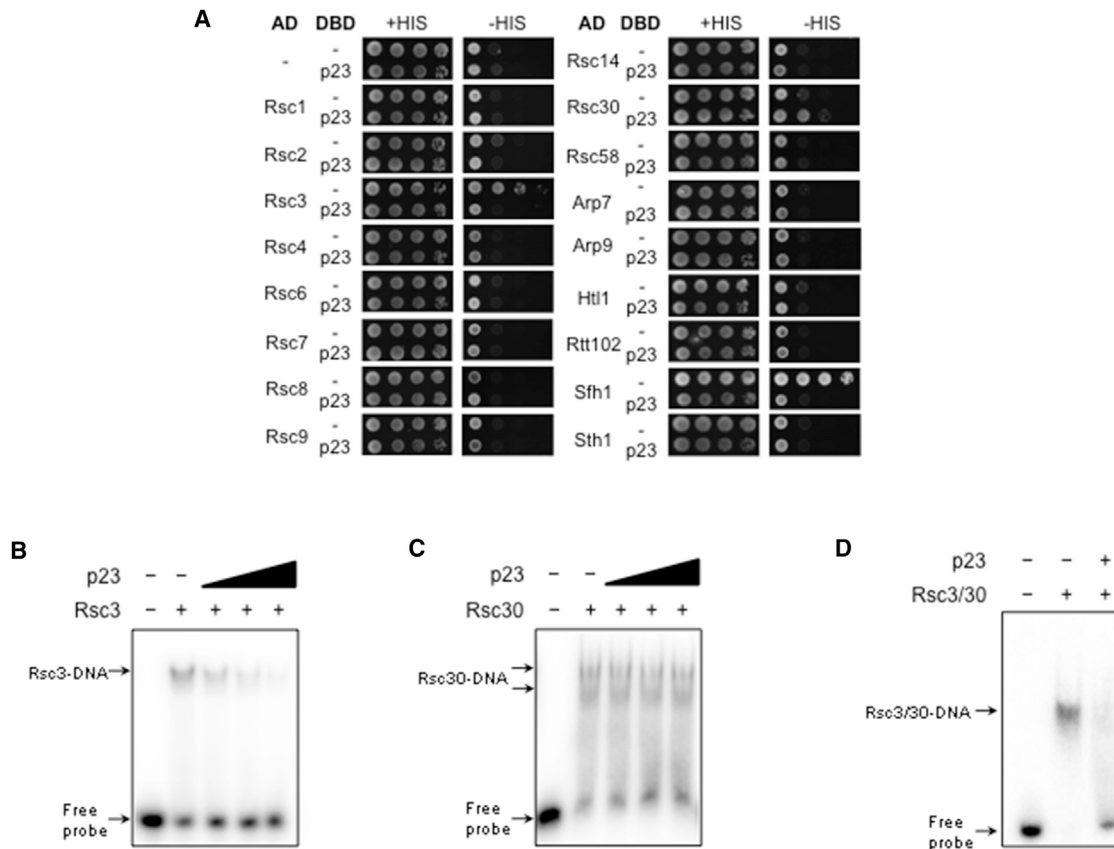 A
AD DBD +HIS -HIS AD DBD +HIS -HIS
- - p23 Rsc14 - p23
Rsc1 - p23 Rsc30 - p23
Rsc2 - p23 Rsc58 - p23
Rsc3 - p23 Arp7 - p23
Rsc4 - p23 Arp9 - p23
Rsc6 - p23 Htl1 - p23
Rsc7 - p23 Rtt102 - p23
Rsc8 - p23 Sfh1 - p23
Rsc9 - p23 Sth1 - p23
B
p23 - -
Rsc3 - + + + +
Rsc3-DNA
Free
probe
C
p23 - -
Rsc30 - + + + +
Rsc30-DNA
Free
probe
D
p23 - - +
Rsc3/30 - + +
Rsc3/30-DNA
Free
probe